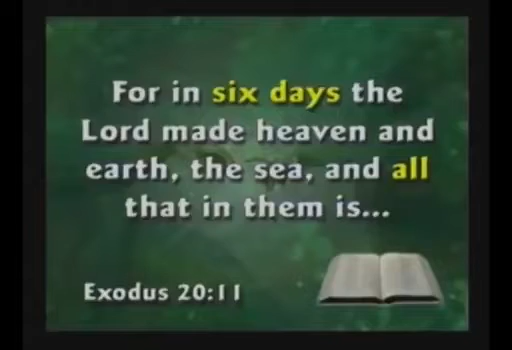 For in six days the
Lord made heaven and
earth, the sea, and all
that in them is...
Exodus 20:11